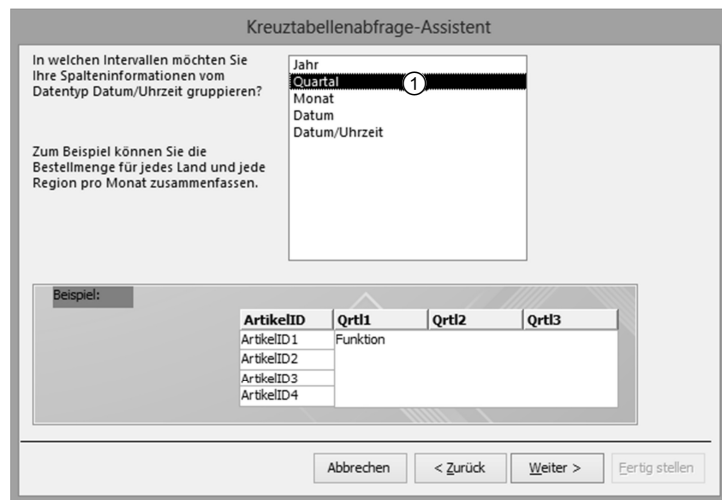 Kreuztabellenabfrage-Assistent
In welchen Intervallen möchten Sie
Ihre Spalteninformationen vom
Datentyp Datum/Uhrzeit gruppieren?
Zum Beispiel können Sie die
Bestellmenge für jedes Land und jede
Region pro Monat zusammenfassen.
Jahr
Quartal 1
Monat
Datum
Datum/Uhrzeit
Beispiel:
ArtikelID Qrtl1 Qrtl2 Qrtl3
ArtikelID1 Funktion
ArtikelID2
ArtikelID3
ArtikelID4
Abbrechen < Zurück Weiter > Fertig stellen